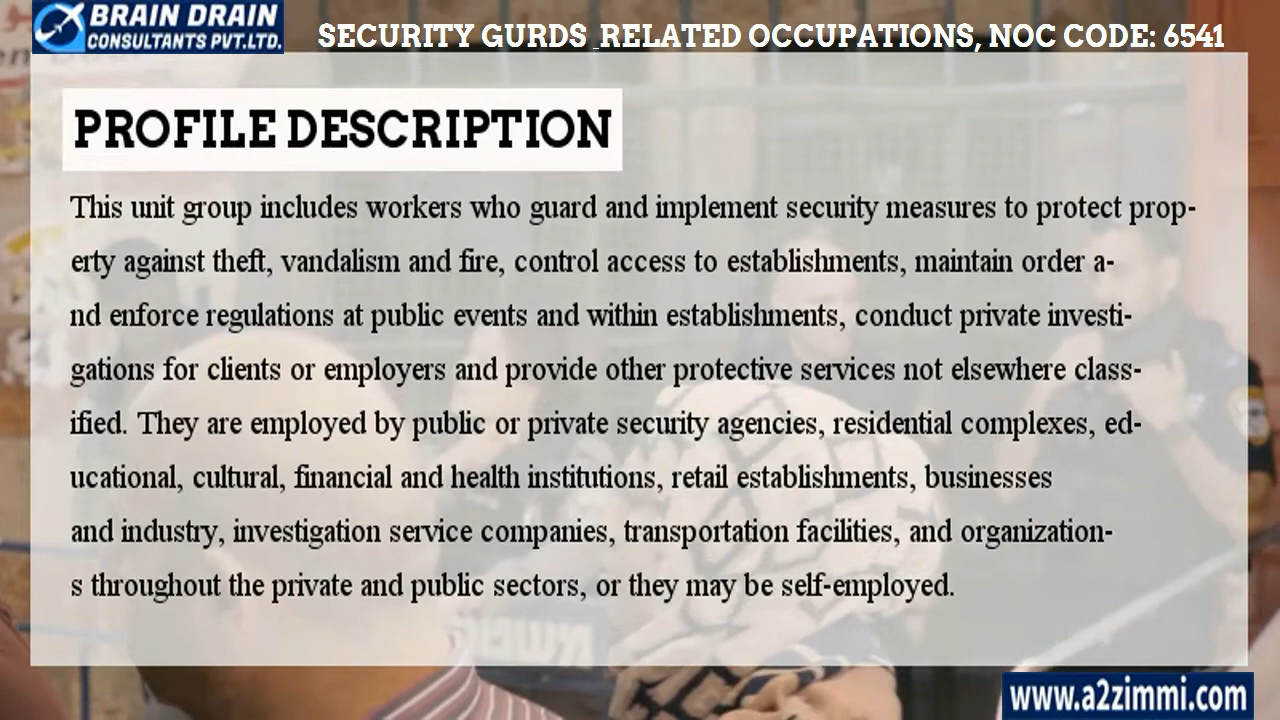 BRAIN DRAIN
CONSULTANTS PVT.LTD.
SECURITY GURDS _RELATED OCCUPATIONS, NOC CODE: 6541
PROFILE DESCRIPTION
This unit group includes workers who guard and implement security measures to protect prop-
erty against theft, vandalism and fire, control access to establishments, maintain order a-
nd enforce regulations at public events and within establishments, conduct private investi-
gations for clients or employers and provide other protective services not elsewhere class-
ified. They are employed by public or private security agencies, residential complexes, ed-
ucational, cultural, financial and health institutions, retail establishments, businesses
and industry, investigation service companies, transportation facilities, and organization-
s throughout the private and public sectors, or they may be self-employed.
www.a2zimmi.com